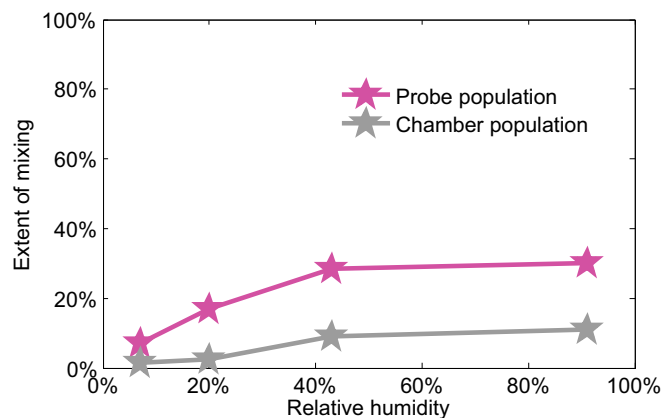 100%
80%
60%
40%
20%
0%
Extent of mixing
Probe population
Chamber population
0% 20% 40% 60% 80% 100%
Relative humidity